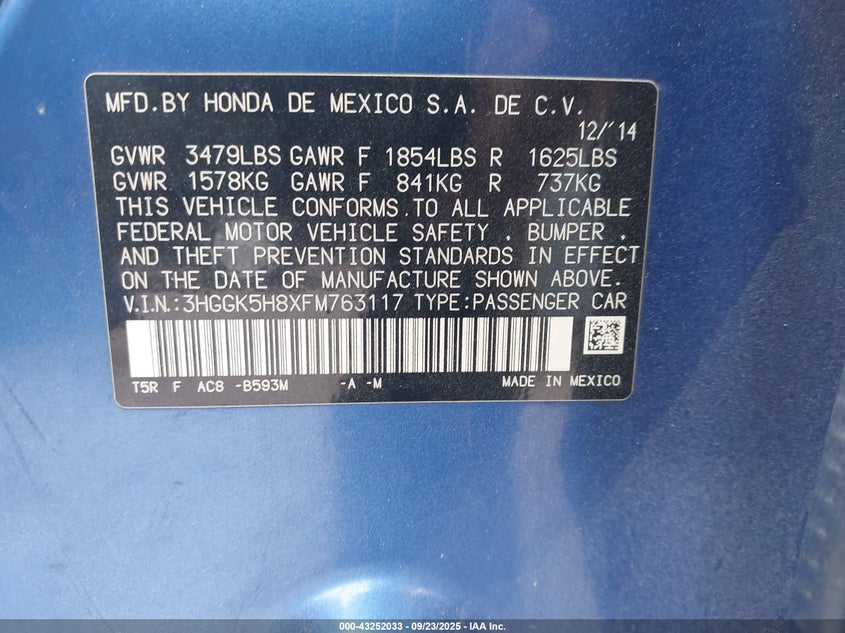 MFD.BY HONDA DE MEXICO S.A. DE C.V.
12/'14
GVWR 3479LBS GAWR F 1854LBS R 1625LBS
GVWR 1578KG GAWR F 841KG R 737KG
THIS VEHICLE CONFORMS TO ALL APPLICABLE
FEDERAL MOTOR VEHICLE SAFETY , BUMPER ,
AND THEFT PREVENTION STANDARDS IN EFFECT
ON THE DATE OF MANUFACTURE SHOWN ABOVE.
V.I.N.:3HGGK5H8XFM763117 TYPE:PASSENGER CAR
T5R F AC8 -B593M -A -M MADE IN MEXICO
000-43252033 - 09/23/2025 - IAA Inc.